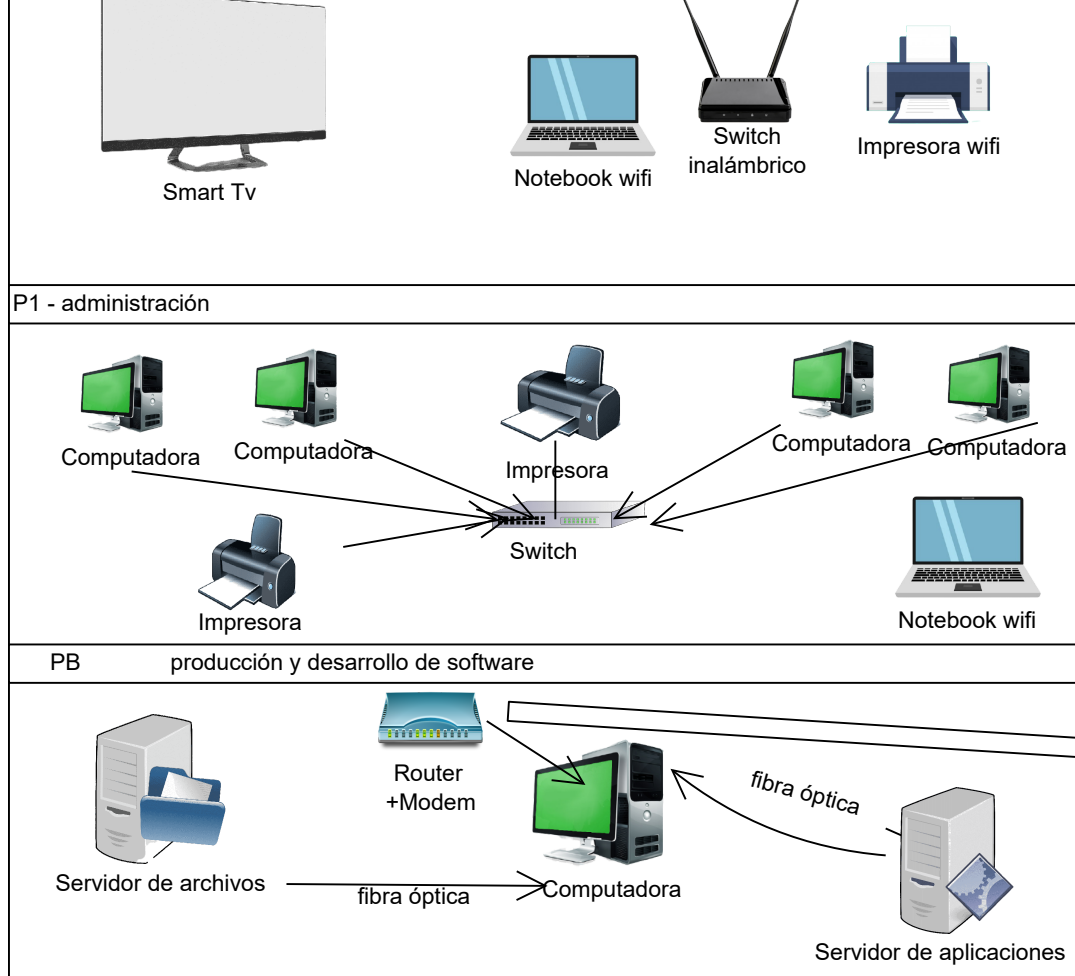 Smart Tv
Notebook wifi
Switch
inalámbrico
Impresora wifi
P1 - administración
Computadora
Computadora
Impresora
Computadora
Computadora
Switch
Impresora
Notebook wifi
PB producción y desarrollo de software
Router
+Modem
fibra óptica
Servidor de archivos
fibra óptica
Computadora
Servidor de aplicaciones